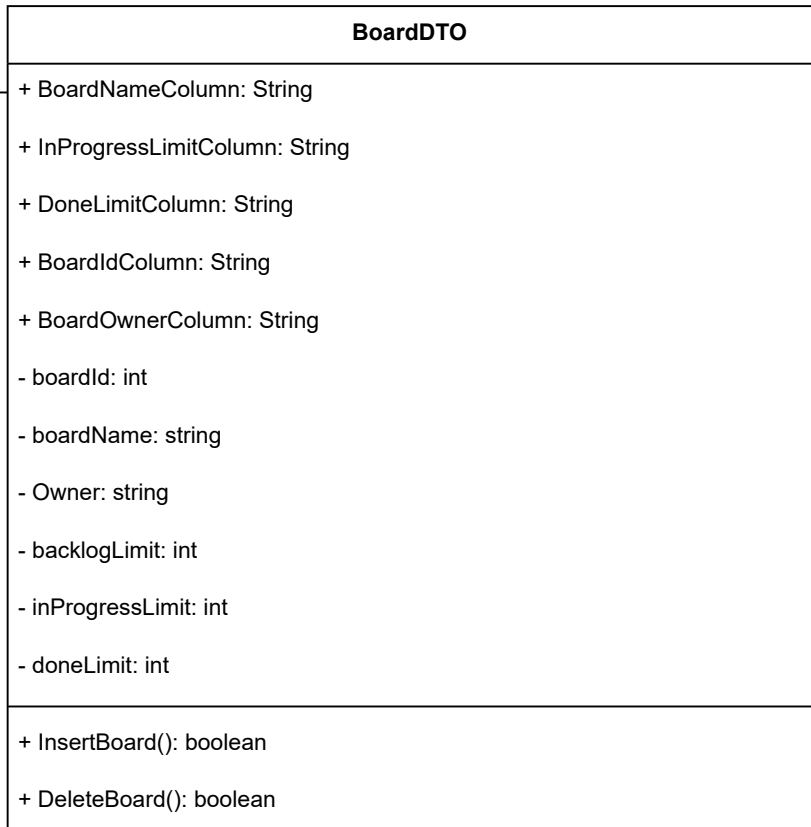 BoardDTO
+ BoardNameColumn: String
+ InProgressLimitColumn: String
+ DoneLimitColumn: String
+ BoardIdColumn: String
+ BoardOwnerColumn: String
- boardId: int
- boardName: string
- Owner: string
- backlogLimit: int
- inProgressLimit: int
- doneLimit: int
+ InsertBoard(): boolean
+ DeleteBoard(): boolean